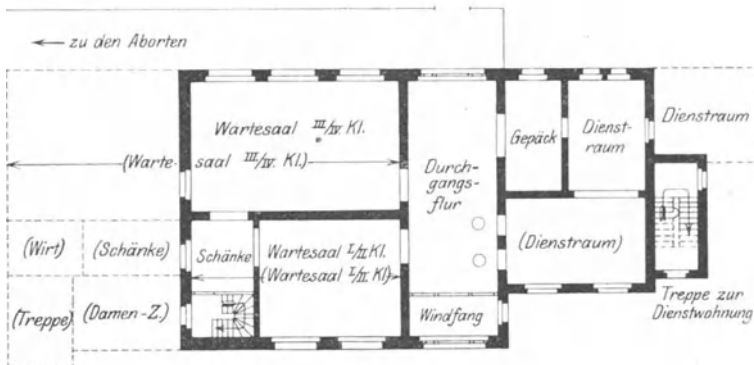 ← zu den Aborten
Wartesaal III/IV. Kl.
(Warte-
saal III/IV. Kl.)
Durch-
gangs-
flur
Gepäck
Dienst-
raum
Dienstraum
(Wirt)
(Schänke)
Schänke
Wartesaal I/II Kl.
(Wartesaal I/II Kl)
(Dienstraum)
(Treppe)
(Damen-Z.)
Windfang
Treppe zur
Dienstwohnung